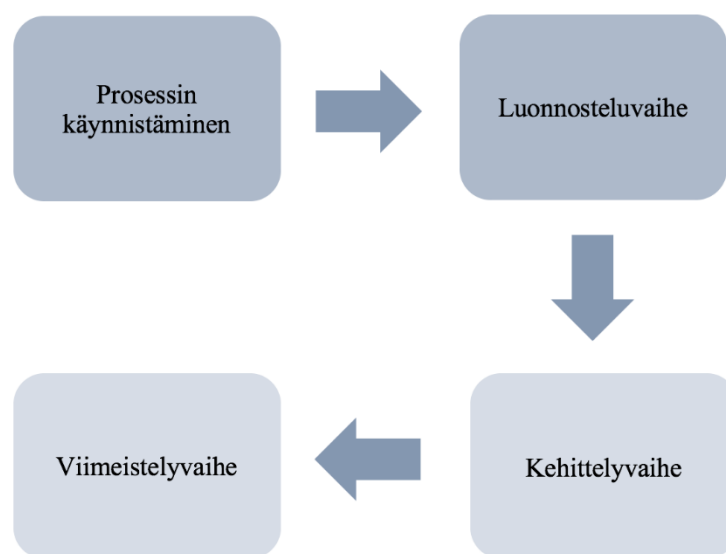 Prosessin
käynnistäminen
Luonnosteluvaihe
Kehittelyvaihe
Viimeistelyvaihe